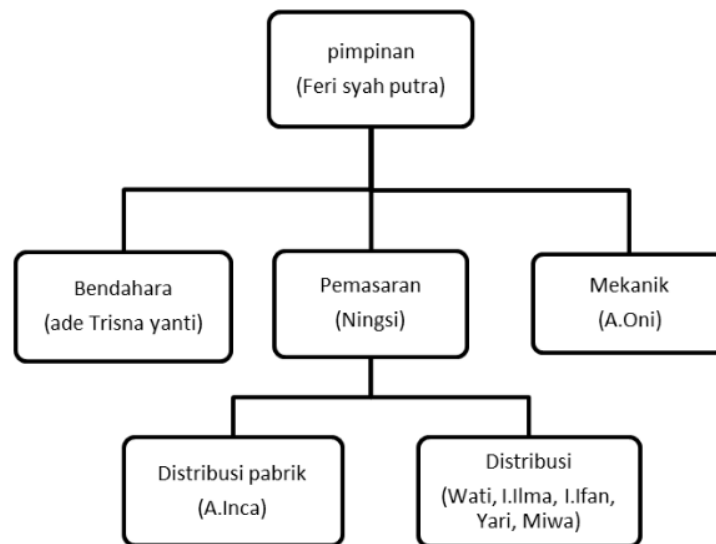 pimpinan
(Feri syah putra)
Bendahara
(ade Trisna yanti)
Pemasaran
(Ningsi)
Mekanik
(A.Oni)
Distribusi pabrik
(A.Inca)
Distribusi
(Wati, I.Ilma, I.Ifan,
Yari, Miwa)